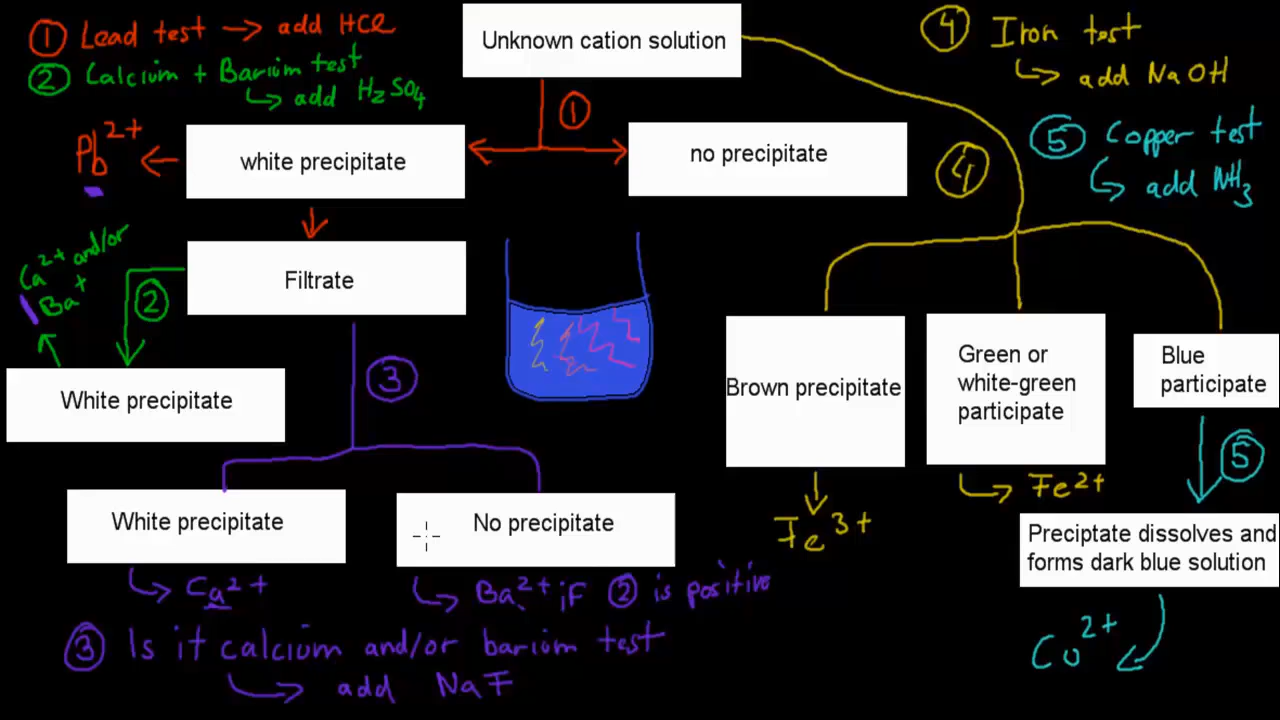 ① Lead test → add HCl
② Calcium + Barium test
↳ add H2SO4
Unknown cation solution
④ Iron test
↳ add NaOH
⑤ Copper test
↳ add NH3
①
Pb2+ ←
white precipitate
no precipitate
④
Ca2+ and/or
Ba+
②
Filtrate
③
White precipitate
Brown precipitate
Green or
white-green
participate
Blue
participate
⑤
↳ Fe2+
Fe3+
White precipitate
No precipitate
Preciptate dissolves and
forms dark blue solution
↳ Ca2+
↳ Ba2+ if ② is positive
Cu2+
③ Is it calcium and/or barium test
↳ add NaF